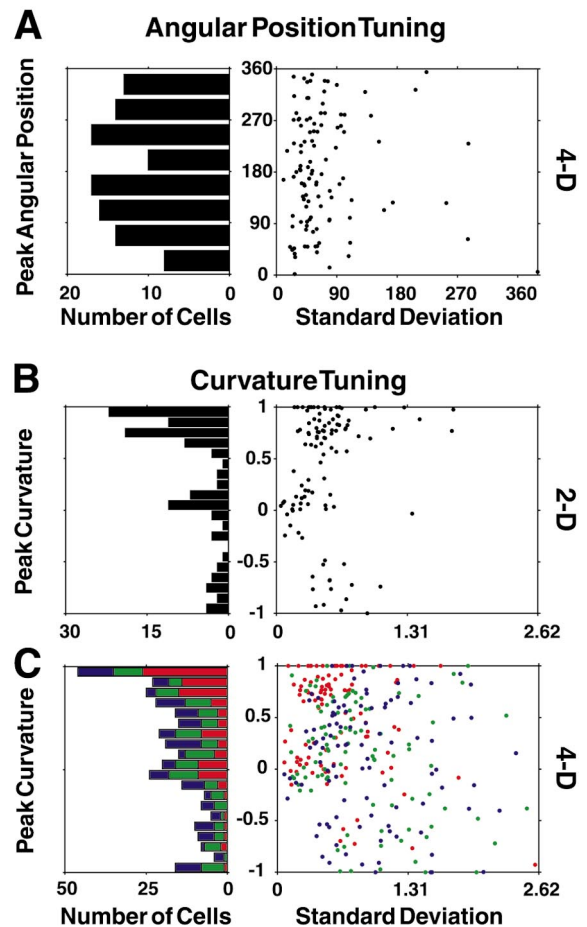 A Angular Position Tuning
Peak Angular Position
360
270
180
90
0
4-D
20 10 0
0 90 180 270 360
Number of Cells
Standard Deviation
B Curvature Tuning
Peak Curvature
1
0.5
0
-0.5
-1
2-D
30 15 0
0 1.31 2.62
C
Peak Curvature
1
0.5
0
-0.5
-1
4-D
50 25 0
0 1.31 2.62
Number of Cells
Standard Deviation